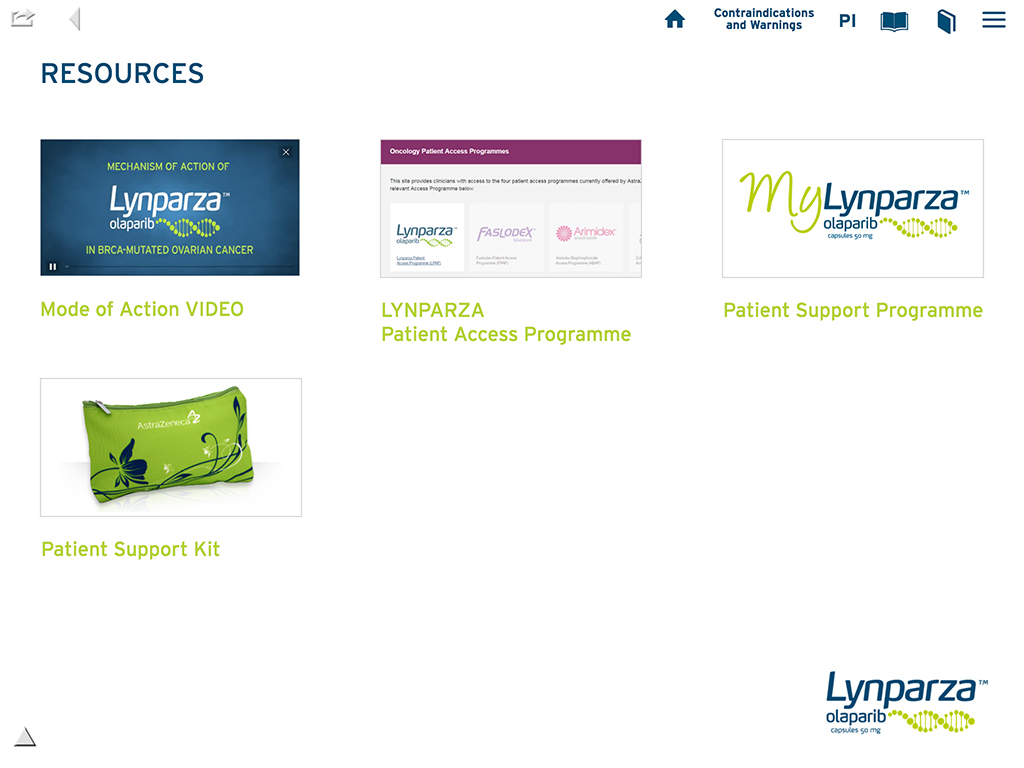 Contraindications
and Warnings
PI
RESOURCES
MECHANISM OF ACTION OF
Lynparza™
olaparib
IN BRCA-MUTATED OVARIAN CANCER
Mode of Action VIDEO
Oncology Patient Access Programmes
This site provides clinicians with access to the four patient access programmes currently offered by Astra
relevant Access Programme below.
Lynparza™
olaparib
Lynparza Patient
Access Programme (LPAP)
FASLODEX
Faslodex Patient Access
Programme (FPAP)
Arimidex
Access Programme
LYNPARZA
Patient Access Programme
MyLynparza™
olaparib
capsules 50 mg
Patient Support Programme
AstraZeneca
Patient Support Kit
Lynparza™
olaparib
capsules 50 mg